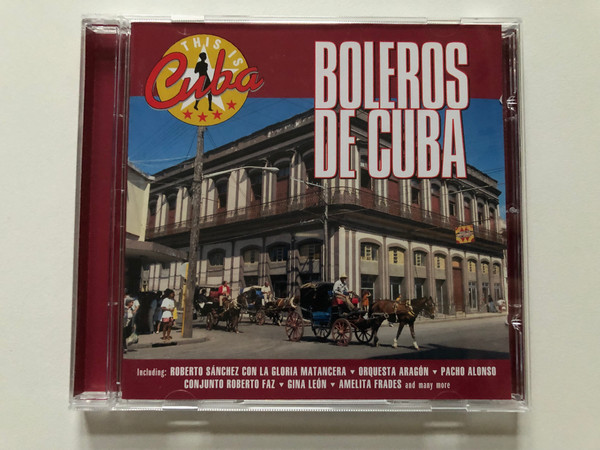 THIS IS
Cuba
BOLEROS
DE CUBA
Including: ROBERTO SÁNCHEZ CON LA GLORIA MATANCERA ▾ ORQUESTA ARAGÓN ▾ PACHO ALONSO
CONJUNTO ROBERTO FAZ ▾ GINA LEÓN ▾ AMELITA FRADES and many more